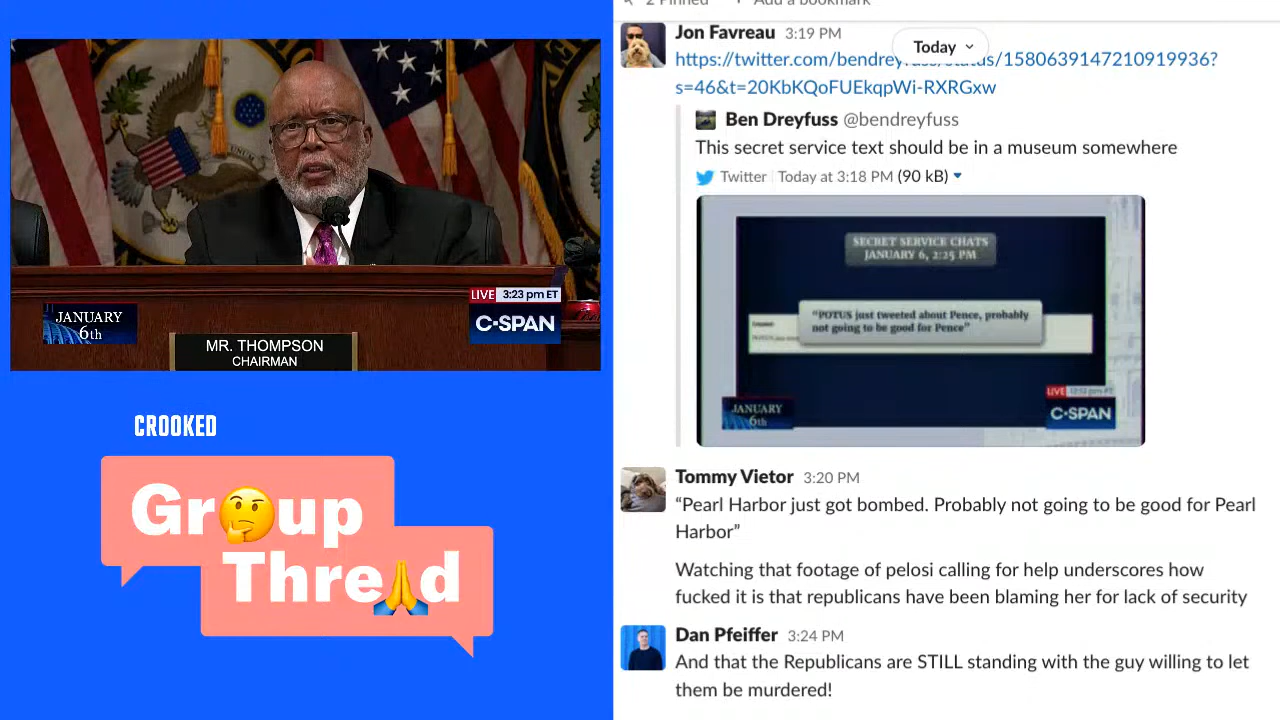 JANUARY
6th
LIVE 3:23 pm ET
C-SPAN
MR. THOMPSON
CHAIRMAN
CROOKED
Gr🤔up
Thre🙏d
2 Pinned + Add a bookmark
Jon Favreau 3:19 PM
Today
https://twitter.com/bendreyfuss/status/1580639147210919936?
s=46&t=20KbKQoFUEkqpWi-RXRGxw
Ben Dreyfuss @bendreyfuss
This secret service text should be in a museum somewhere
Twitter | Today at 3:18 PM (90 kB)
SECRET SERVICE CHATS
JANUARY 6, 2:25 PM
"POTUS just tweeted about Pence, probably
not going to be good for Pence"
LIVE
JANUARY
6th
C-SPAN
Tommy Vietor 3:20 PM
“Pearl Harbor just got bombed. Probably not going to be good for Pearl
Harbor”
Watching that footage of pelosi calling for help underscores how
fucked it is that republicans have been blaming her for lack of security
Dan Pfeiffer 3:24 PM
And that the Republicans are STILL standing with the guy willing to let
them be murdered!